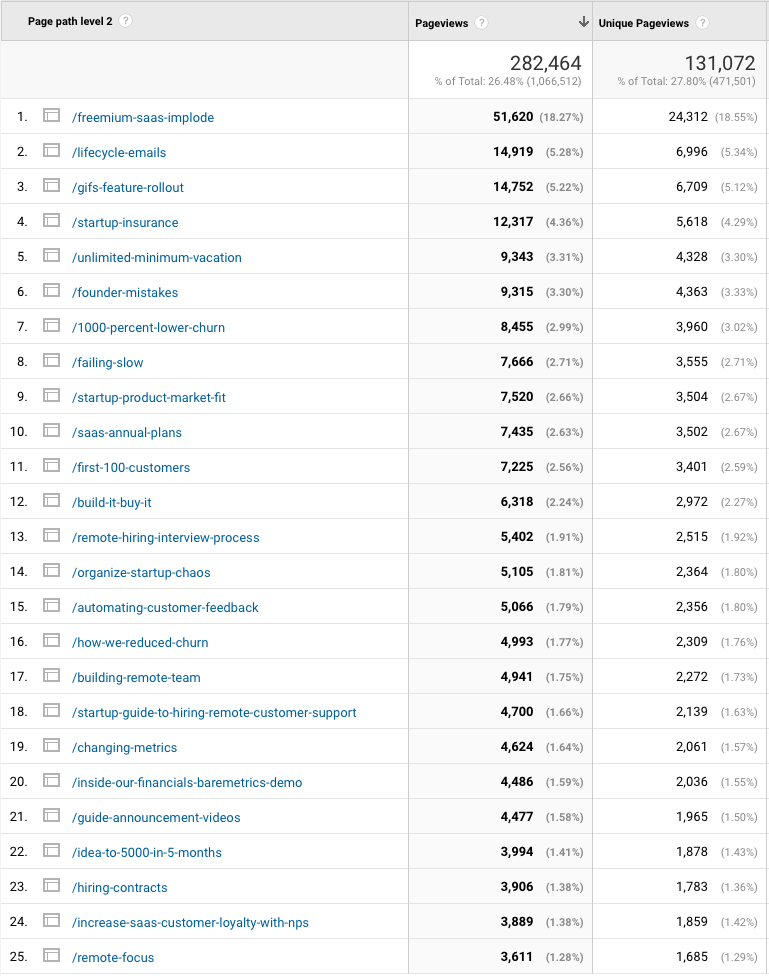 Page path level 2 ? Pageviews ? Unique Pageviews ?
282,464 131,072
% of Total: 26.48% (1,066,512) % of Total: 27.80% (471,501)
1. /freemium-saas-implode 51,620 (18.27%) 24,312 (18.55%)
2. /lifecycle-emails 14,919 (5.28%) 6,996 (5.34%)
3. /gifs-feature-rollout 14,752 (5.22%) 6,709 (5.12%)
4. /startup-insurance 12,317 (4.36%) 5,618 (4.29%)
5. /unlimited-minimum-vacation 9,343 (3.31%) 4,328 (3.30%)
6. /founder-mistakes 9,315 (3.30%) 4,363 (3.33%)
7. /1000-percent-lower-churn 8,455 (2.99%) 3,960 (3.02%)
8. /failing-slow 7,666 (2.71%) 3,555 (2.71%)
9. /startup-product-market-fit 7,520 (2.66%) 3,504 (2.67%)
10. /saas-annual-plans 7,435 (2.63%) 3,502 (2.67%)
11. /first-100-customers 7,225 (2.56%) 3,401 (2.59%)
12. /build-it-buy-it 6,318 (2.24%) 2,972 (2.27%)
13. /remote-hiring-interview-process 5,402 (1.91%) 2,515 (1.92%)
14. /organize-startup-chaos 5,105 (1.81%) 2,364 (1.80%)
15. /automating-customer-feedback 5,066 (1.79%) 2,356 (1.80%)
16. /how-we-reduced-churn 4,993 (1.77%) 2,309 (1.76%)
17. /building-remote-team 4,941 (1.75%) 2,272 (1.73%)
18. /startup-guide-to-hiring-remote-customer-support 4,700 (1.66%) 2,139 (1.63%)
19. /changing-metrics 4,624 (1.64%) 2,061 (1.57%)
20. /inside-our-financials-baremetrics-demo 4,486 (1.59%) 2,036 (1.55%)
21. /guide-announcement-videos 4,477 (1.58%) 1,965 (1.50%)
22. /idea-to-5000-in-5-months 3,994 (1.41%) 1,878 (1.43%)
23. /hiring-contracts 3,906 (1.38%) 1,783 (1.36%)
24. /increase-saas-customer-loyalty-with-nps 3,889 (1.38%) 1,859 (1.42%)
25. /remote-focus 3,611 (1.28%) 1,685 (1.29%)